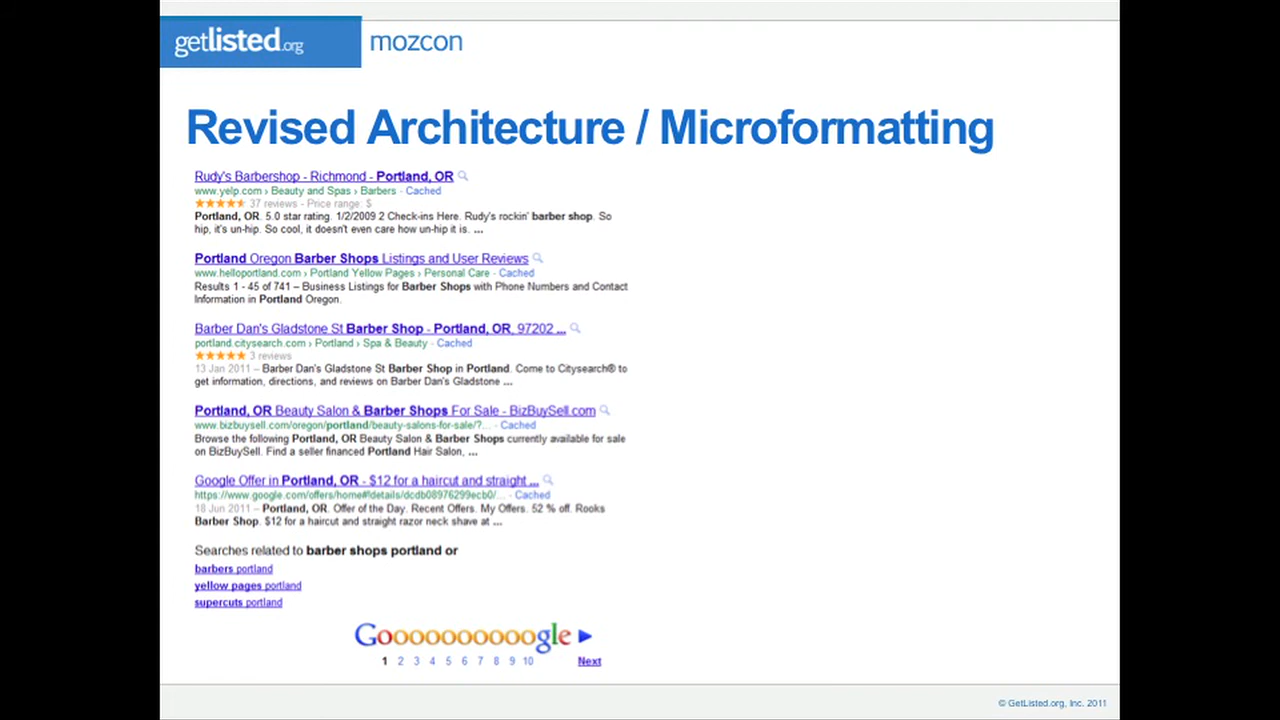 getlisted.org mozcon
Revised Architecture / Microformatting
Rudy's Barbershop - Richmond - Portland, OR
www.yelp.com › Beauty and Spas › Barbers - Cached
37 reviews - Price range: $
Portland, OR. 5.0 star rating. 1/2/2009 2 Check-ins Here. Rudy's rockin' barber shop. So
hip, it's un-hip. So cool, it doesn't even care how un-hip it is. ...
Portland Oregon Barber Shops Listings and User Reviews
www.helloportland.com › Portland Yellow Pages › Personal Care - Cached
Results 1 - 45 of 741 – Business Listings for Barber Shops with Phone Numbers and Contact
Information in Portland Oregon.
Barber Dan's Gladstone St Barber Shop - Portland, OR, 97202 ...
portland.citysearch.com › Portland › Spa & Beauty - Cached
3 reviews
13 Jan 2011 – Barber Dan's Gladstone St Barber Shop in Portland. Come to Citysearch® to
get information, directions, and reviews on Barber Dan's Gladstone ...
Portland, OR Beauty Salon & Barber Shops For Sale - BizBuySell.com
www.bizbuysell.com/oregon/portland/beauty-salons-for-sale/?... - Cached
Browse the following Portland, OR Beauty Salon & Barber Shops currently available for sale
on BizBuySell. Find a seller financed Portland Hair Salon, ...
Google Offer in Portland, OR - $12 for a haircut and straight ...
https://www.google.com/offers/home#!details/dcdb08976299ecb0/... - Cached
18 Jun 2011 – Portland, OR. Offer of the Day. Recent Offers. My Offers. 52 % off. Rooks
Barber Shop. $12 for a haircut and straight razor neck shave at ...
Searches related to barber shops portland or
barbers portland
yellow pages portland
supercuts portland
Goooooooooogle
1 2 3 4 5 6 7 8 9 10 Next
© GetListed.org, Inc. 2011